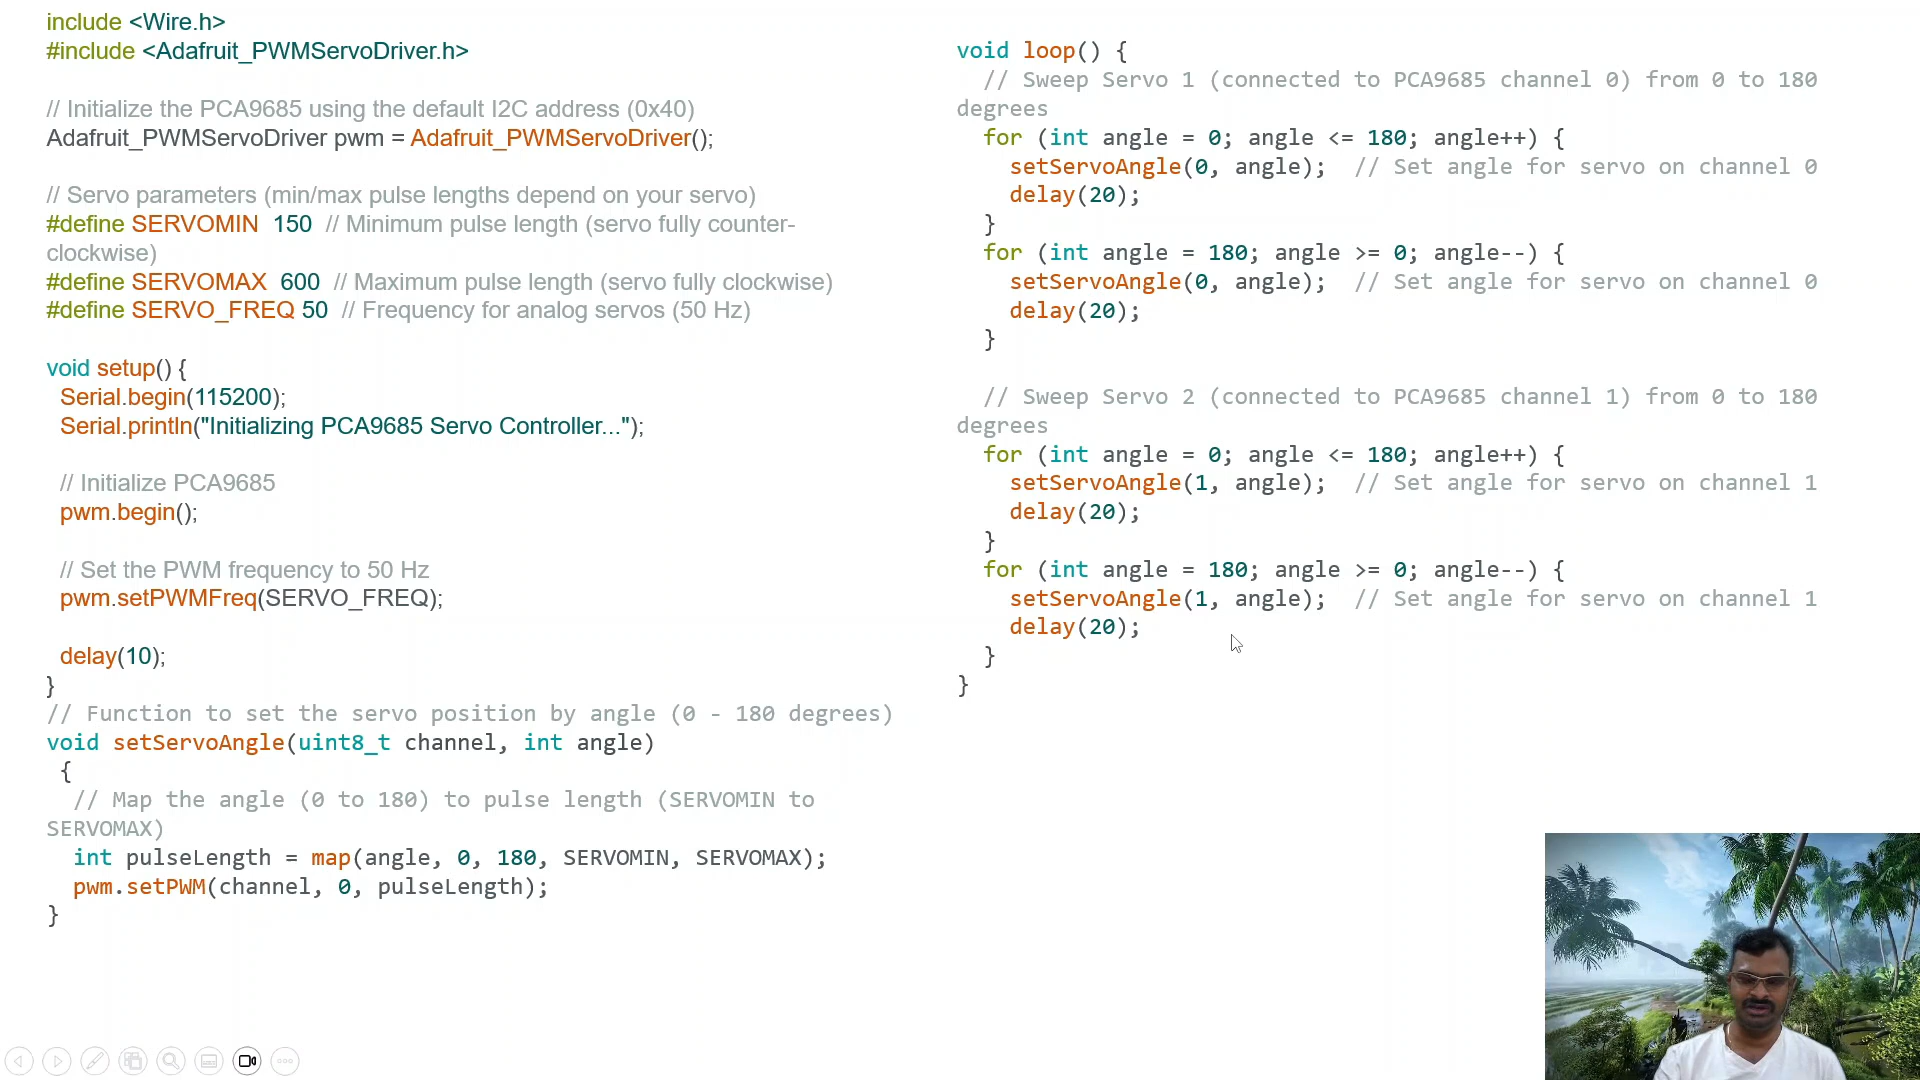 include <Wire.h>
#include <Adafruit_PWMServoDriver.h>
// Initialize the PCA9685 using the default I2C address (0x40)
Adafruit_PWMServoDriver pwm = Adafruit_PWMServoDriver();
// Servo parameters (min/max pulse lengths depend on your servo)
#define SERVOMIN  150  // Minimum pulse length (servo fully counter-
clockwise)
#define SERVOMAX  600  // Maximum pulse length (servo fully clockwise)
#define SERVO_FREQ 50  // Frequency for analog servos (50 Hz)
void setup() {
  Serial.begin(115200);
  Serial.println("Initializing PCA9685 Servo Controller...");
  // Initialize PCA9685
  pwm.begin();
  // Set the PWM frequency to 50 Hz
  pwm.setPWMFreq(SERVO_FREQ);
  delay(10);
}
// Function to set the servo position by angle (0 - 180 degrees)
void setServoAngle(uint8_t channel, int angle)
 {
  // Map the angle (0 to 180) to pulse length (SERVOMIN to
SERVOMAX)
  int pulseLength = map(angle, 0, 180, SERVOMIN, SERVOMAX);
  pwm.setPWM(channel, 0, pulseLength);
}
void loop() {
  // Sweep Servo 1 (connected to PCA9685 channel 0) from 0 to 180
degrees
  for (int angle = 0; angle <= 180; angle++) {
    setServoAngle(0, angle);  // Set angle for servo on channel 0
    delay(20);
  }
  for (int angle = 180; angle >= 0; angle--) {
    setServoAngle(0, angle);  // Set angle for servo on channel 0
    delay(20);
  }
  // Sweep Servo 2 (connected to PCA9685 channel 1) from 0 to 180
degrees
  for (int angle = 0; angle <= 180; angle++) {
    setServoAngle(1, angle);  // Set angle for servo on channel 1
    delay(20);
  }
  for (int angle = 180; angle >= 0; angle--) {
    setServoAngle(1, angle);  // Set angle for servo on channel 1
    delay(20);
  }
}